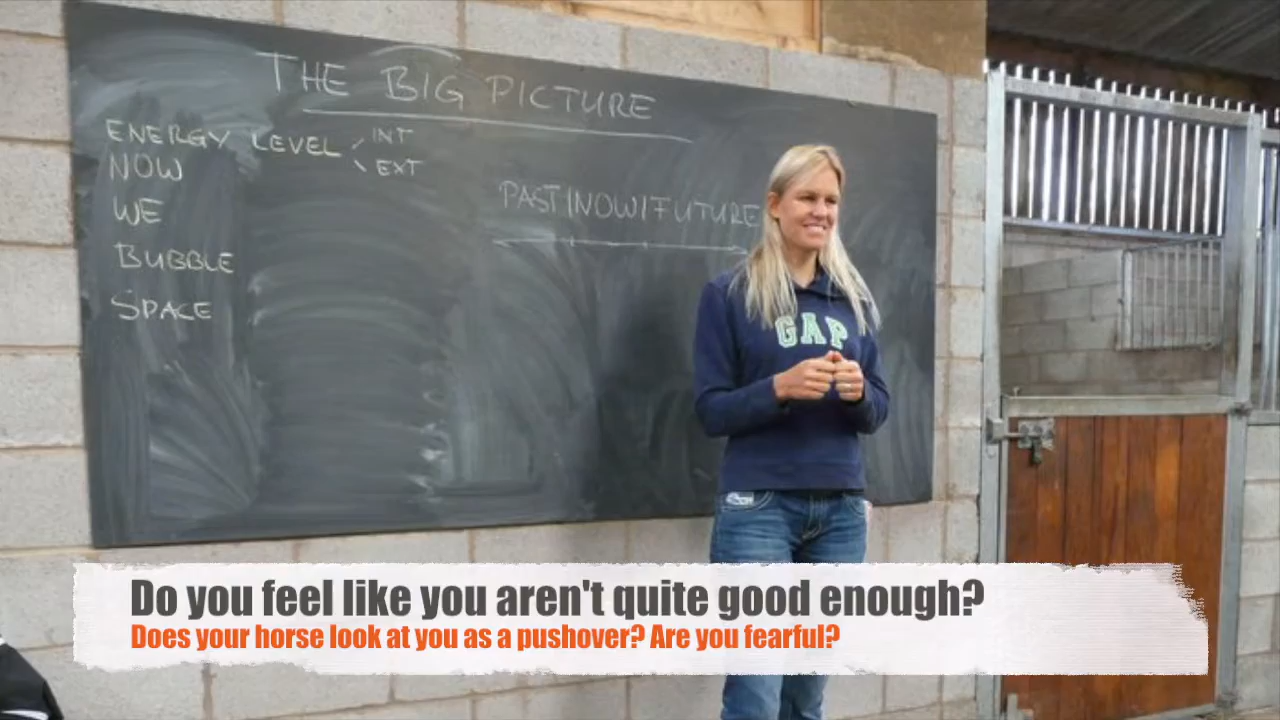 THE BIG PICTURE
ENERGY LEVEL INT
EXT
NOW
WE
BUBBLE
SPACE
PAST|NOW|FUTURE
GAP
Do you feel like you aren't quite good enough?
Does your horse look at you as a pushover? Are you fearful?